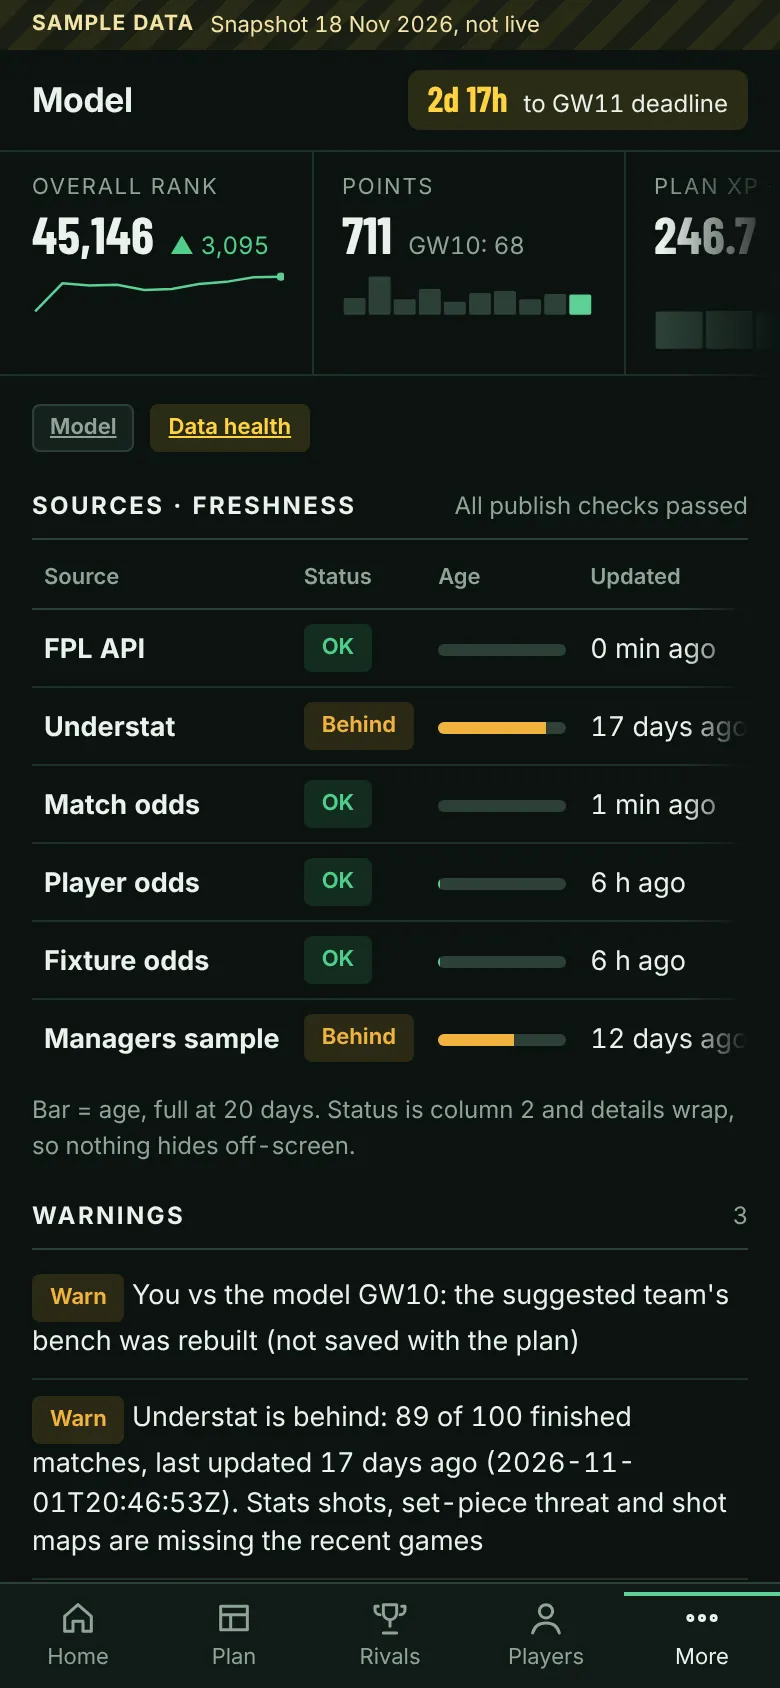 SAMPLE DATA Snapshot 18 Nov 2026, not live
Model
2d 17h to GW11 deadline
OVERALL RANK
45,146 ▲ 3,095
POINTS
711 GW10: 68
PLAN XP
246.7
Model
Data health
SOURCES · FRESHNESS All publish checks passed
Source Status Age Updated
FPL API OK 0 min ago
Understat Behind 17 days ago
Match odds OK 1 min ago
Player odds OK 6 h ago
Fixture odds OK 6 h ago
Managers sample Behind 12 days ago
Bar = age, full at 20 days. Status is column 2 and details wrap,
so nothing hides off-screen.
WARNINGS 3
Warn You vs the model GW10: the suggested team's
bench was rebuilt (not saved with the plan)
Warn Understat is behind: 89 of 100 finished
matches, last updated 17 days ago (2026-11-
01T20:46:53Z). Stats shots, set-piece threat and shot
maps are missing the recent games
Home Plan Rivals Players More